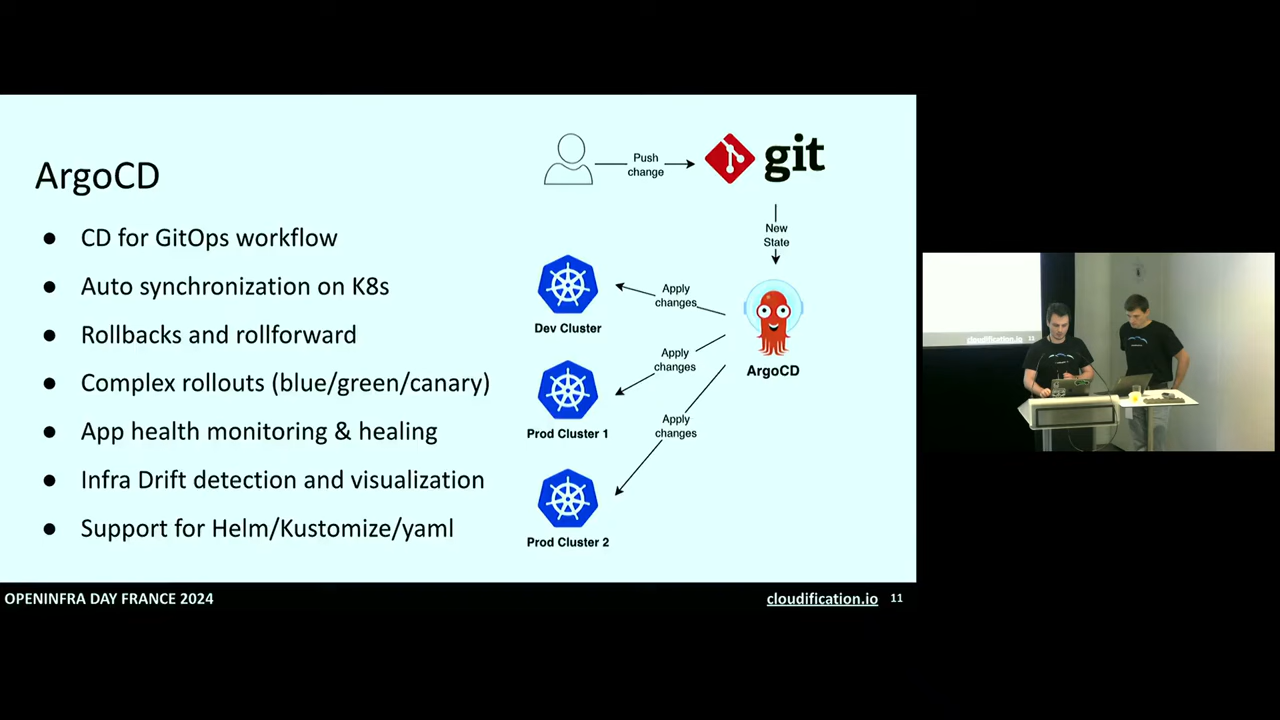 ArgoCD
● CD for GitOps workflow
● Auto synchronization on K8s
● Rollbacks and rollforward
● Complex rollouts (blue/green/canary)
● App health monitoring & healing
● Infra Drift detection and visualization
● Support for Helm/Kustomize/yaml
Push
change
git
New
State
Apply
changes
Dev Cluster
ArgoCD
Apply
changes
Prod Cluster 1
Apply
changes
Prod Cluster 2
OPENINFRA DAY FRANCE 2024
cloudification.io
11
cloudification.io 11